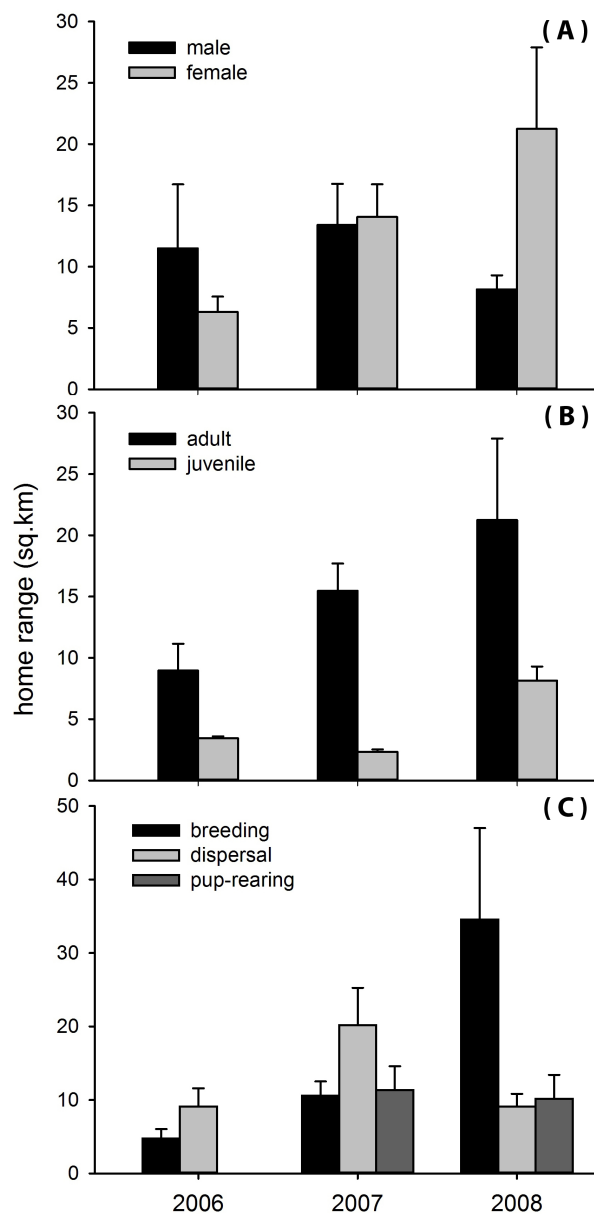 (A)
male
female
30
25
20
15
10
5
0
(B)
adult
juvenile
30
25
20
15
10
5
0
home range (sq.km)
(C)
breeding
dispersal
pup-rearing
50
40
30
20
10
0
2006 2007 2008